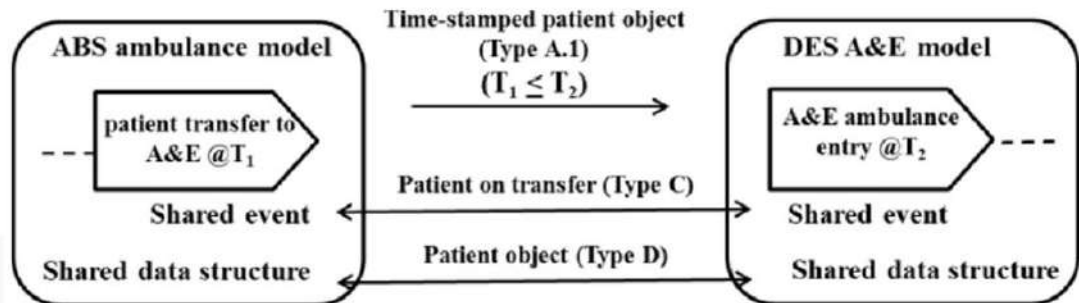 ABS ambulance model
patient transfer to
A&E @T₁
Shared event
Shared data structure
Time-stamped patient object
(Type A.1)
(T₁ ≤ T₂)
Patient on transfer (Type C)
Patient object (Type D)
DES A&E model
A&E ambulance
entry @T₂
Shared event
Shared data structure